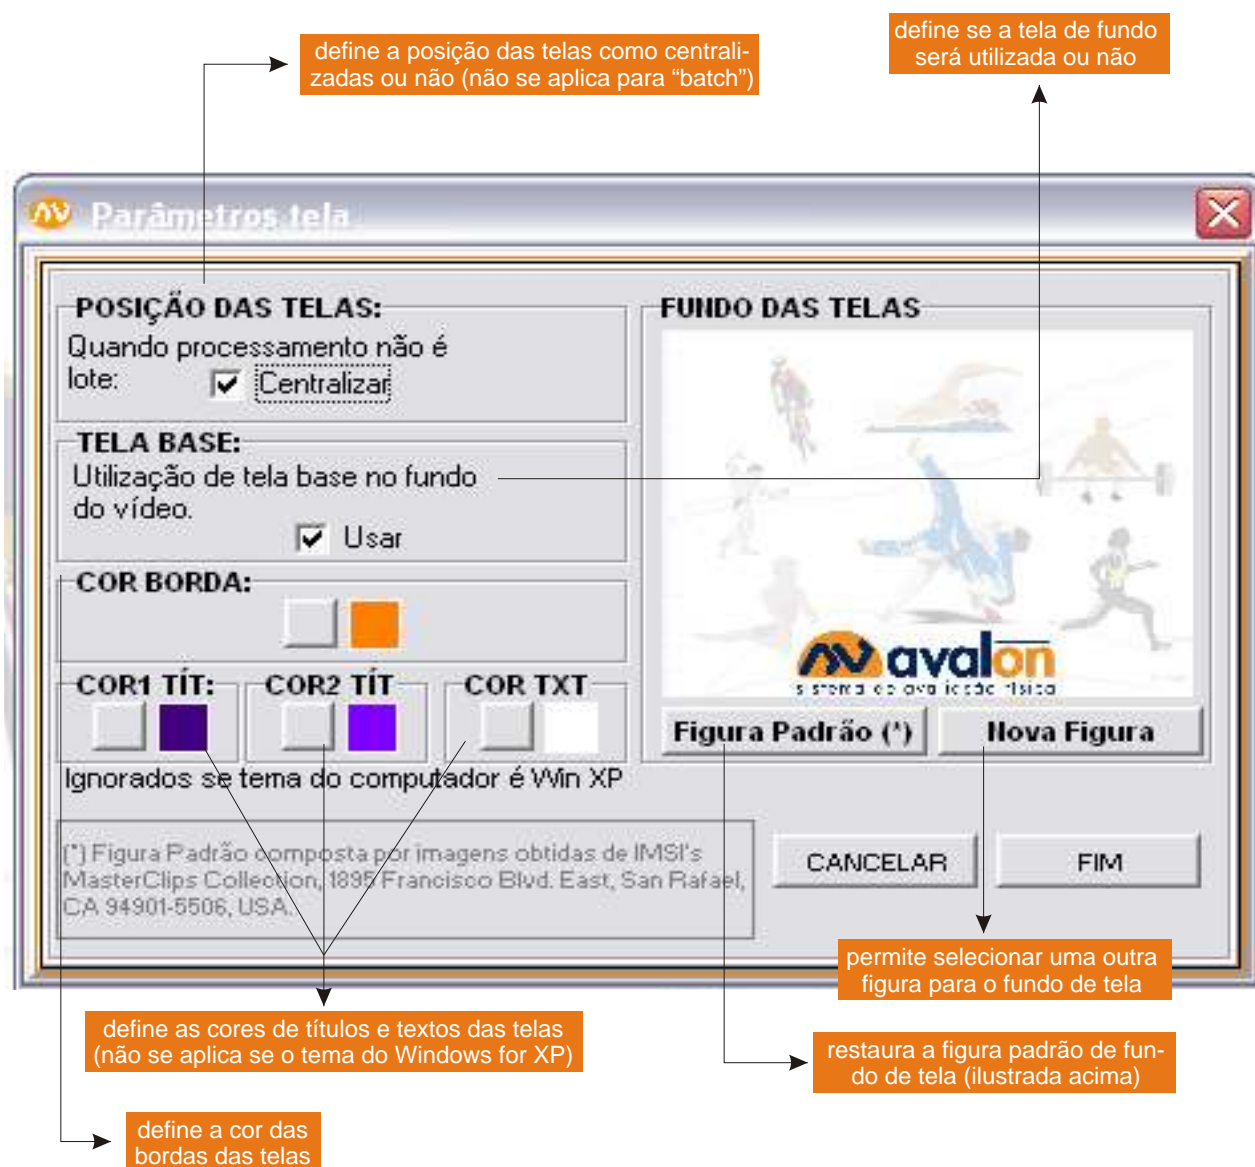 define a posição das telas como centrali-
zadas ou não (não se aplica para “batch”)
define se a tela de fundo
será utilizada ou não
Parâmetros tela
POSIÇÃO DAS TELAS:
Quando processamento não é
lote:
Centralizar
TELA BASE:
Utilização de tela base no fundo
do vídeo.
Usar
COR BORDA:
COR1 TÍT:
COR2 TÍT
COR TXT
Ignorados se tema do computador é Win XP
FUNDO DAS TELAS
avalon
sistema de avaliação física
Figura Padrão (*)
Nova Figura
(*) Figura Padrão composta por imagens obtidas de IMSI's
MasterClips Collection, 1895 Francisco Blvd. East, San Rafael,
CA 94901-5506, USA.
CANCELAR
FIM
permite selecionar uma outra
figura para o fundo de tela
define as cores de títulos e textos das telas
(não se aplica se o tema do Windows for XP)
restaura a figura padrão de fun-
do de tela (ilustrada acima)
define a cor das
bordas das telas